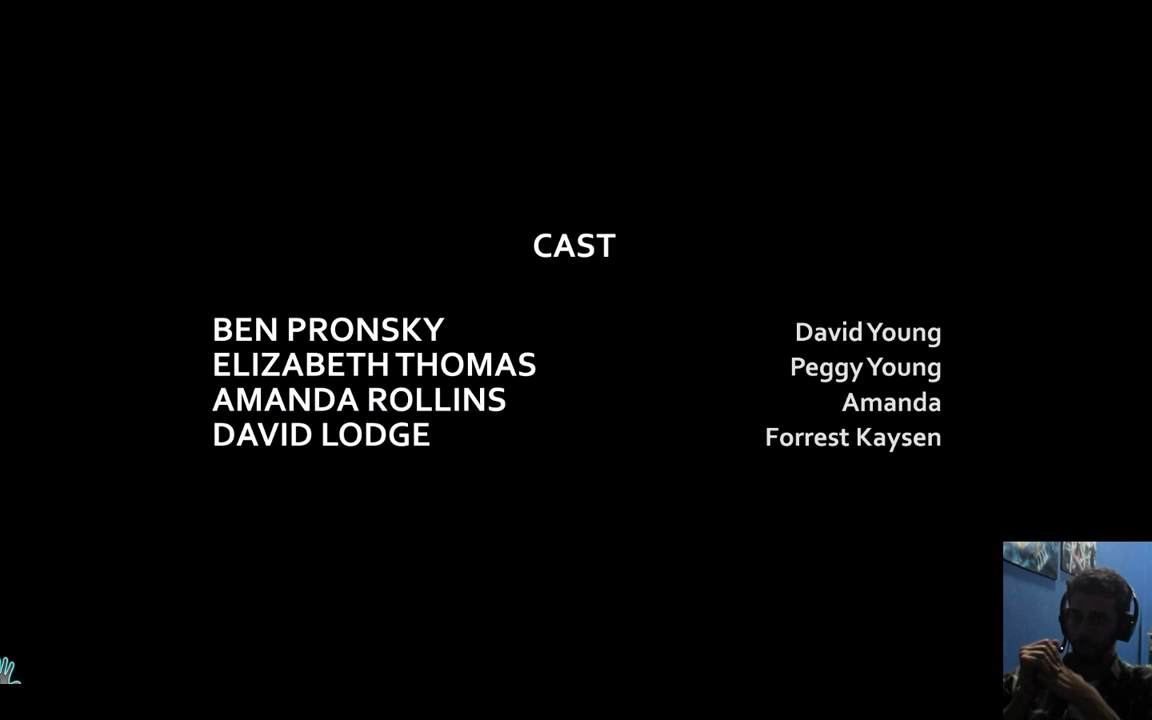 CAST
BEN PRONSKY David Young
ELIZABETH THOMAS Peggy Young
AMANDA ROLLINS Amanda
DAVID LODGE Forrest Kaysen